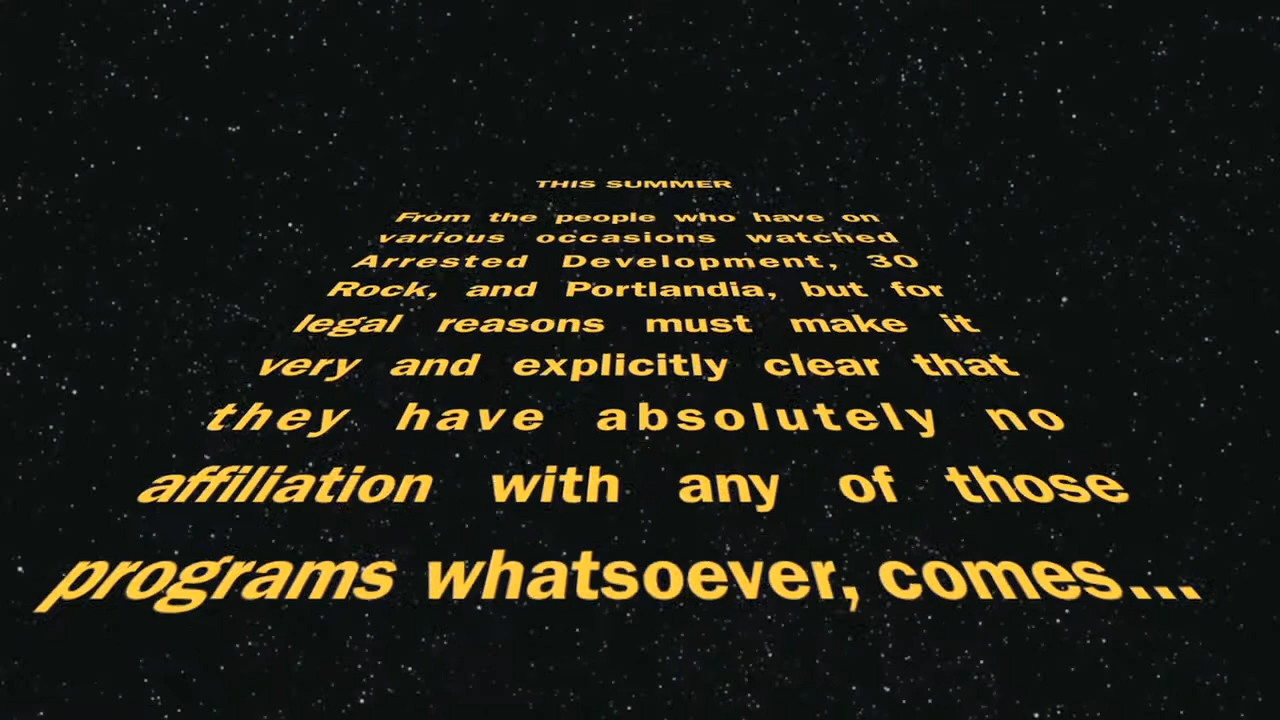 THIS SUMMER
From the people who have on
various occasions watched
Arrested Development, 30
Rock, and Portlandia, but for
legal reasons must make it
very and explicitly clear that
they have absolutely no
affiliation with any of those
programs whatsoever, comes...